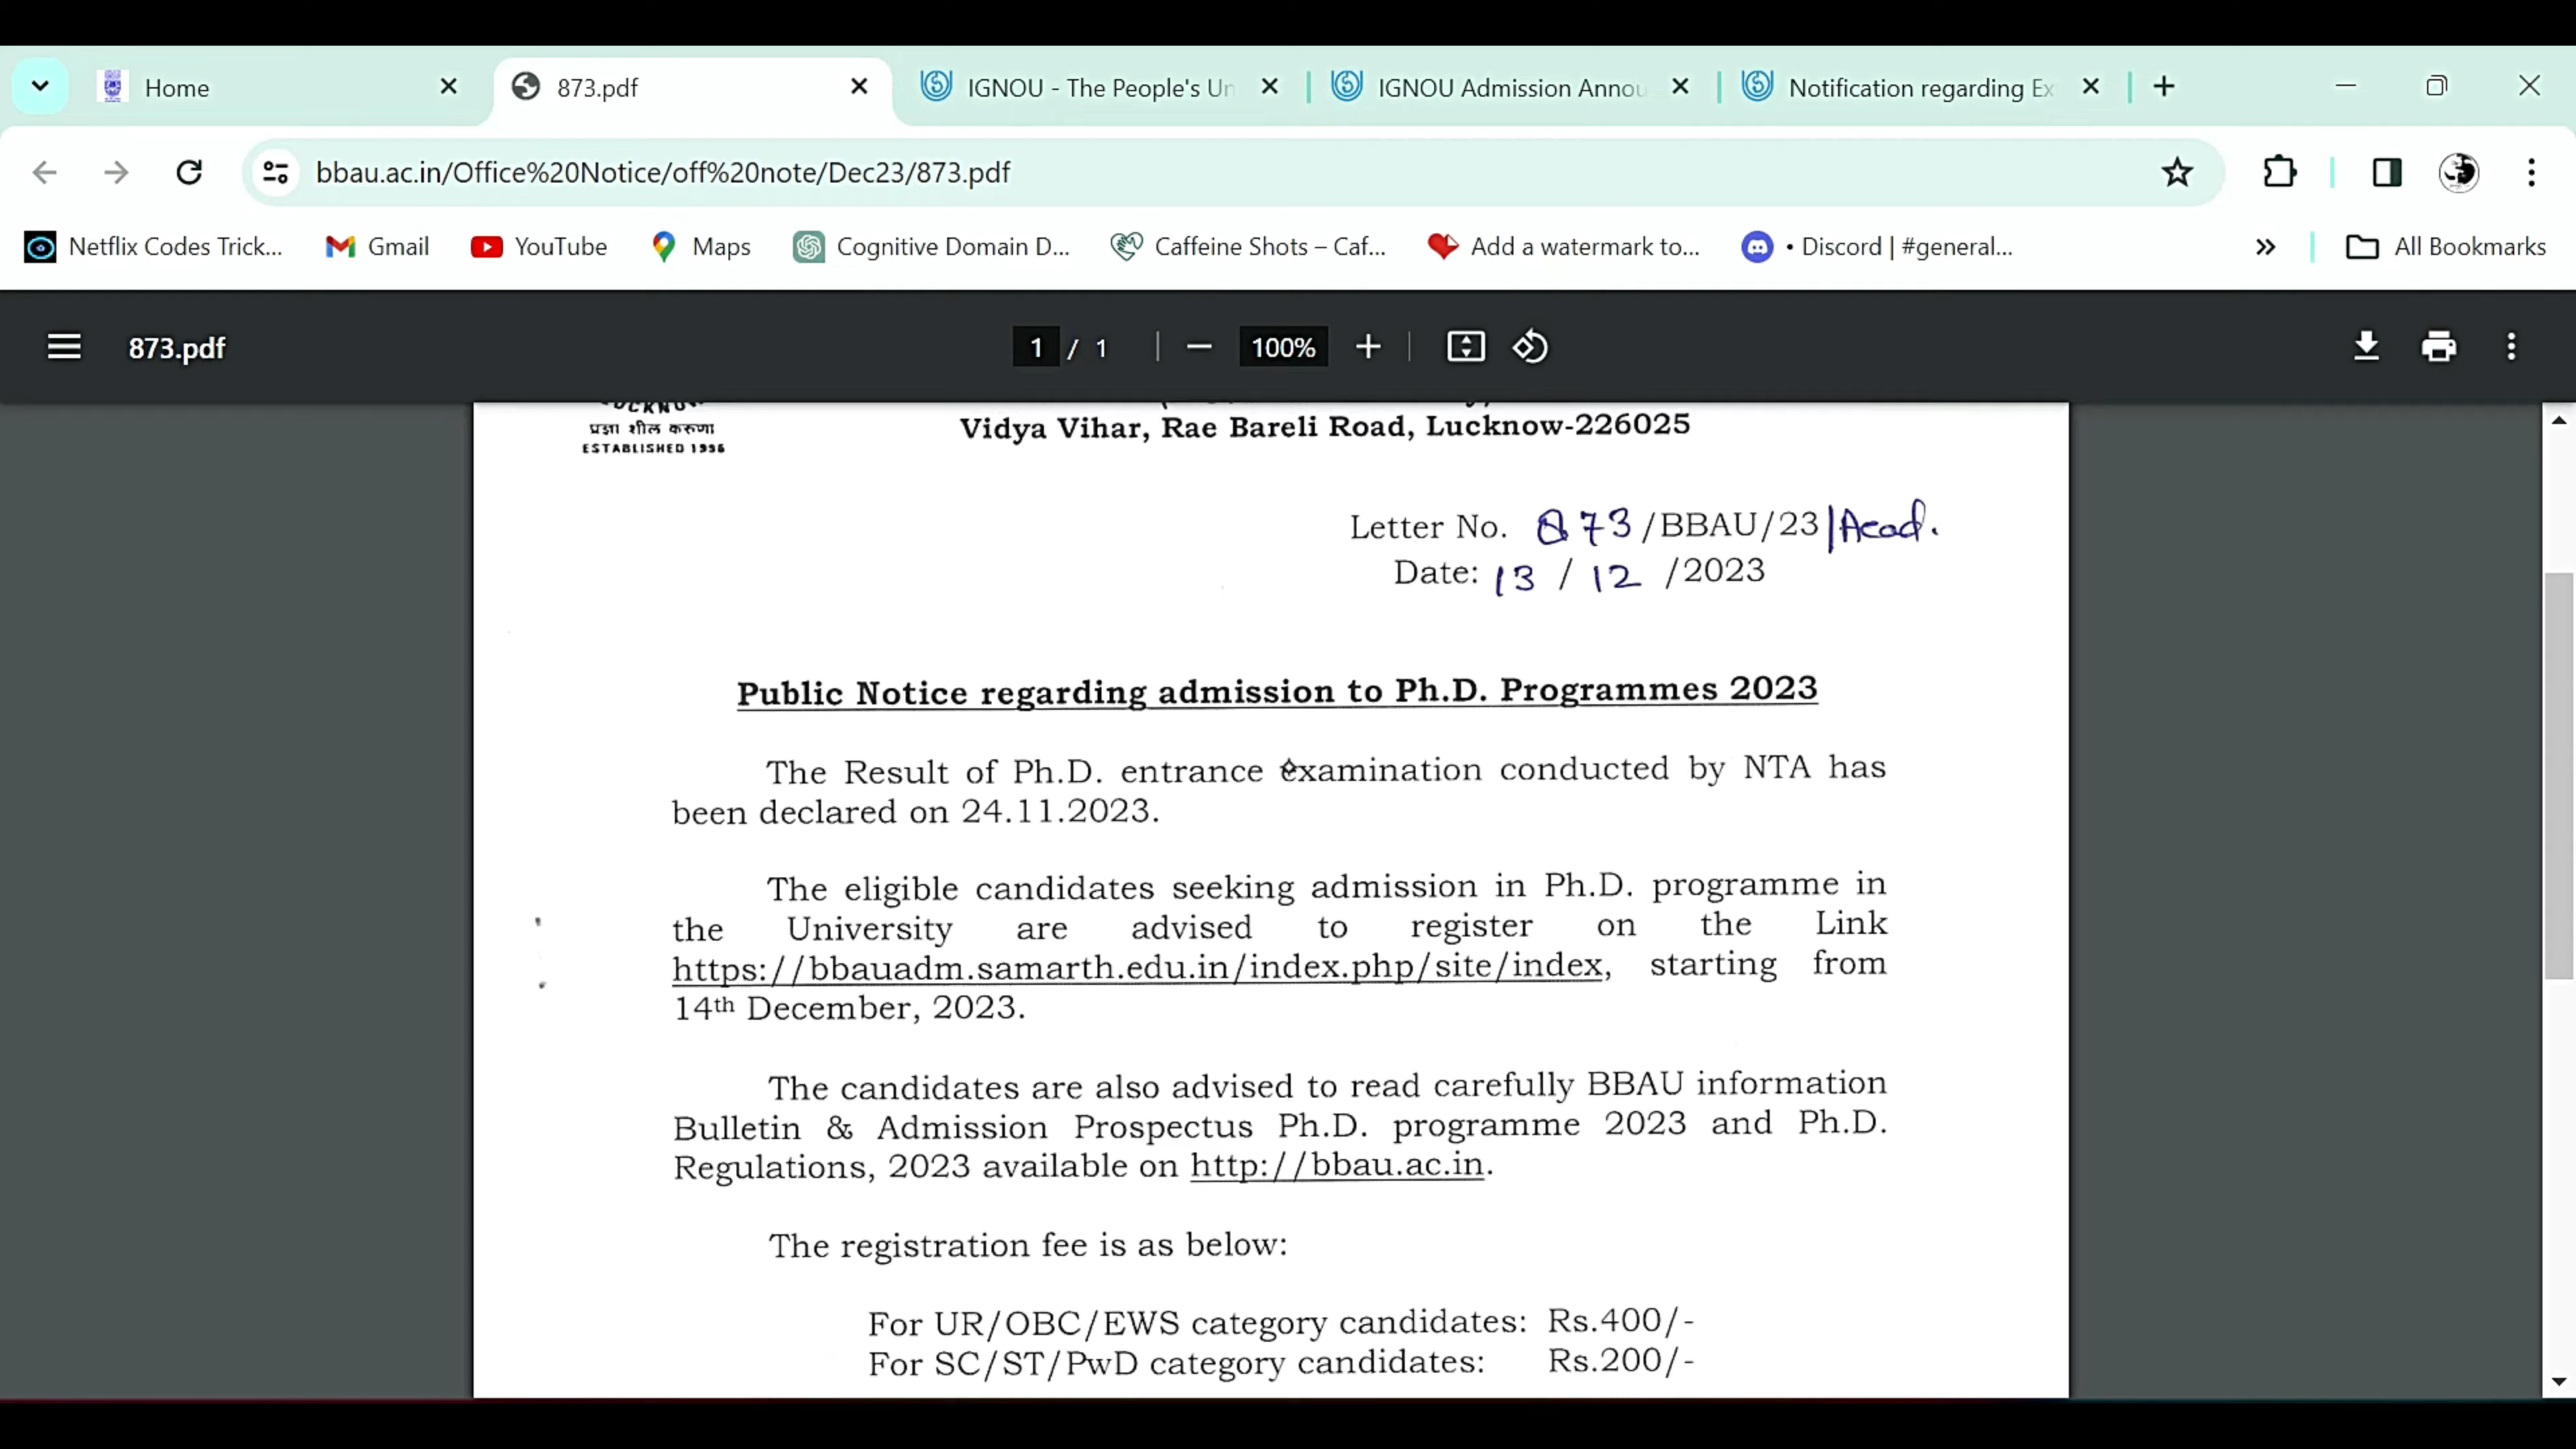 Home
873.pdf
IGNOU - The People's Un
IGNOU Admission Annou
Notification regarding Ex
bbau.ac.in/Office%20Notice/off%20note/Dec23/873.pdf
Netflix Codes Trick...
Gmail
YouTube
Maps
Cognitive Domain D...
Caffeine Shots – Caf...
Add a watermark to...
• Discord | #general...
All Bookmarks
873.pdf
1 / 1
100%
प्रज्ञा शील करुणा
ESTABLISHED 1996
Vidya Vihar, Rae Bareli Road, Lucknow-226025
Letter No. 873/BBAU/23|Acad.
Date: 13 / 12 /2023
Public Notice regarding admission to Ph.D. Programmes 2023
The Result of Ph.D. entrance examination conducted by NTA has
been declared on 24.11.2023.
The eligible candidates seeking admission in Ph.D. programme in
the University are advised to register on the Link
https://bbauadm.samarth.edu.in/index.php/site/index, starting from
14th December, 2023.
The candidates are also advised to read carefully BBAU information
Bulletin & Admission Prospectus Ph.D. programme 2023 and Ph.D.
Regulations, 2023 available on http://bbau.ac.in.
The registration fee is as below:
For UR/OBC/EWS category candidates: Rs.400/-
For SC/ST/PwD category candidates: Rs.200/-